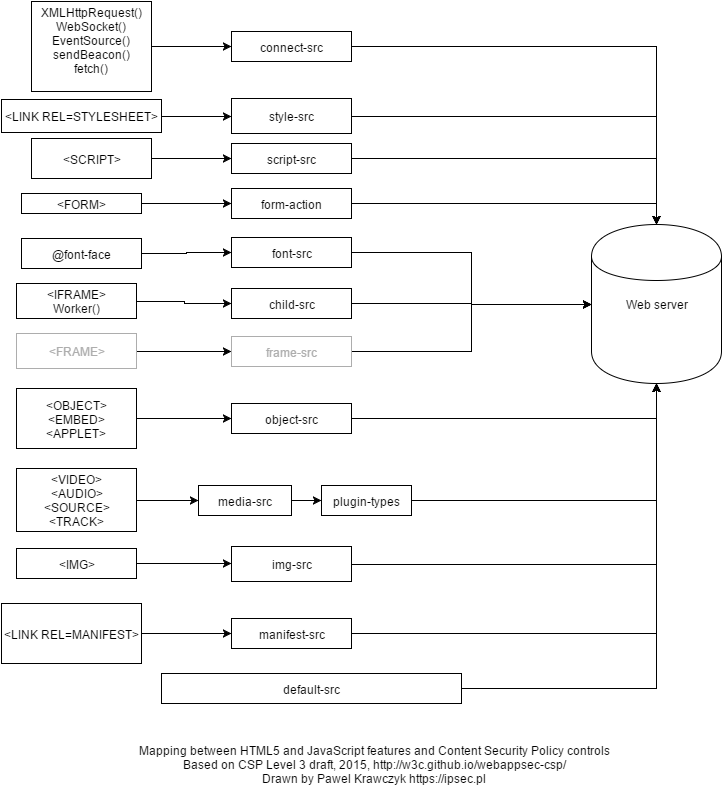 XMLHttpRequest()
WebSocket()
EventSource()
sendBeacon()
fetch()
connect-src
<LINK REL=STYLESHEET>
style-src
<SCRIPT>
script-src
<FORM>
form-action
@font-face
font-src
<IFRAME>
Worker()
child-src
Web server
<FRAME>
frame-src
<OBJECT>
<EMBED>
<APPLET>
object-src
<VIDEO>
<AUDIO>
<SOURCE>
<TRACK>
media-src
plugin-types
<IMG>
img-src
<LINK REL=MANIFEST>
manifest-src
default-src
Mapping between HTML5 and JavaScript features and Content Security Policy controls
Based on CSP Level 3 draft, 2015, http://w3c.github.io/webappsec-csp/
Drawn by Pawel Krawczyk https://ipsec.pl